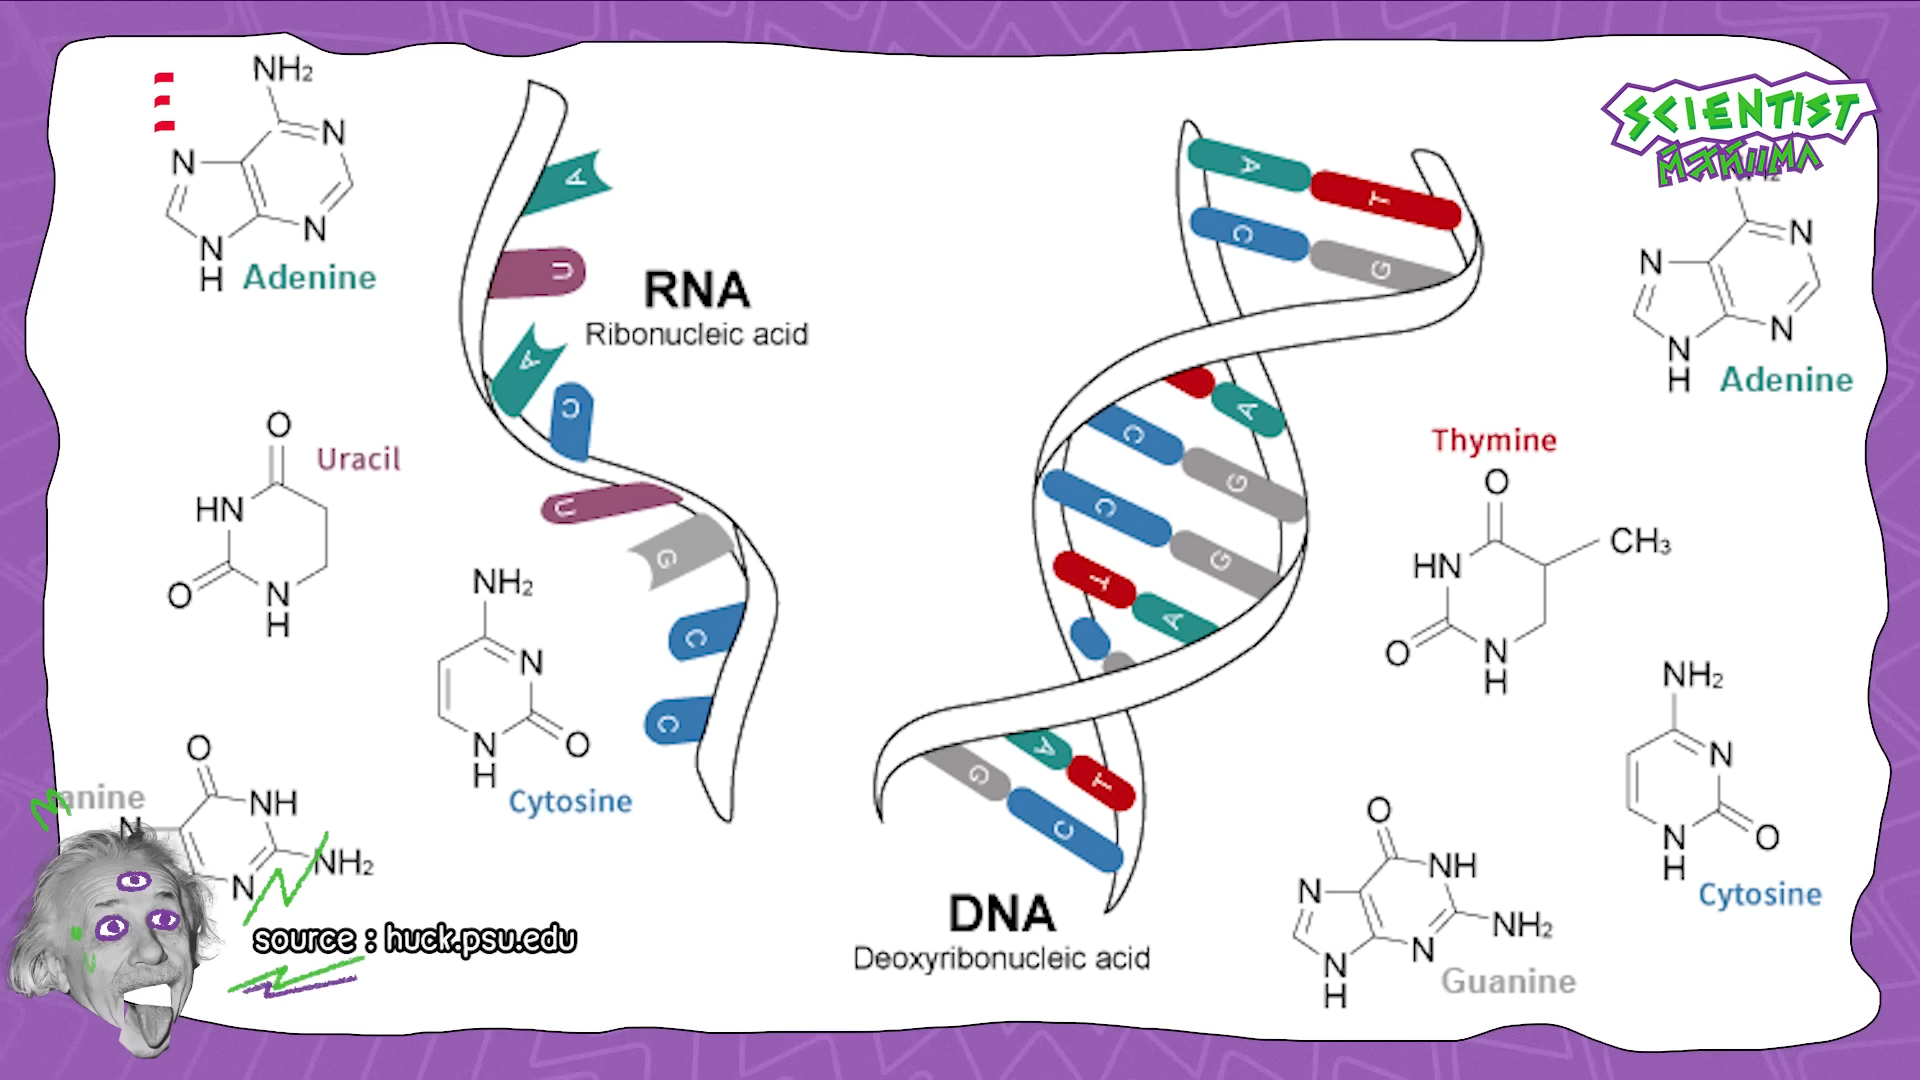 SCIENTIST
NH2
N
N
N
N
H
Adenine
A
U
A
C
U
G
C
C
RNA
Ribonucleic acid
O
Uracil
HN
O
N
H
NH2
N
N
O
H
Cytosine
O
anine
NH
N
N
NH2
source : huck.psu.edu
A
T
C
G
A
C
G
C
G
T
A
A
T
G
C
DNA
Deoxyribonucleic acid
N
N
N
N
H
Adenine
Thymine
O
CH3
HN
O
N
H
NH2
N
N
O
H
Cytosine
O
NH
N
N
NH2
N
H
Guanine